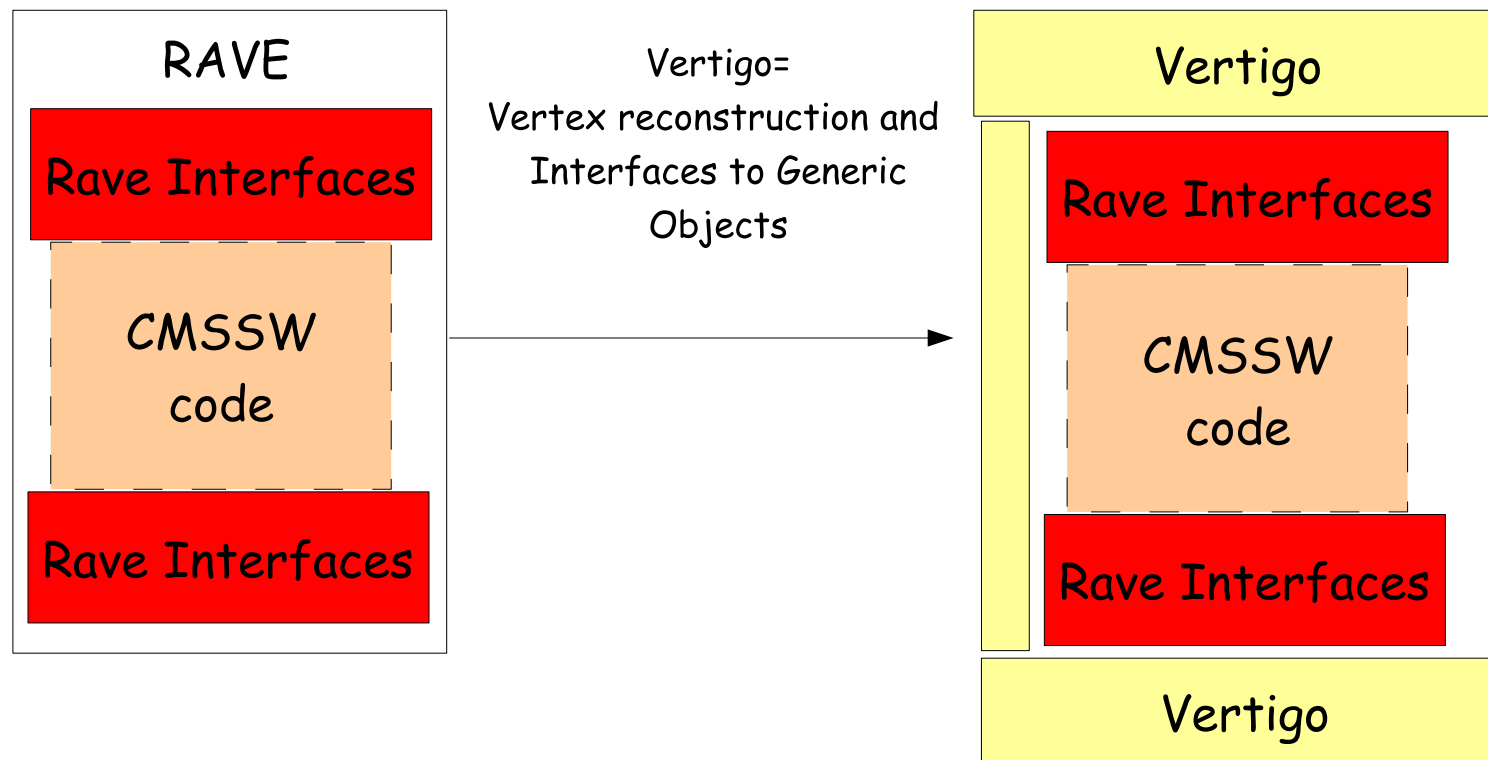 RAVE
Rave Interfaces
CMSSW
code
Rave Interfaces
Vertigo=
Vertex reconstruction and
Interfaces to Generic
Objects
Vertigo
Rave Interfaces
CMSSW
code
Rave Interfaces
Vertigo